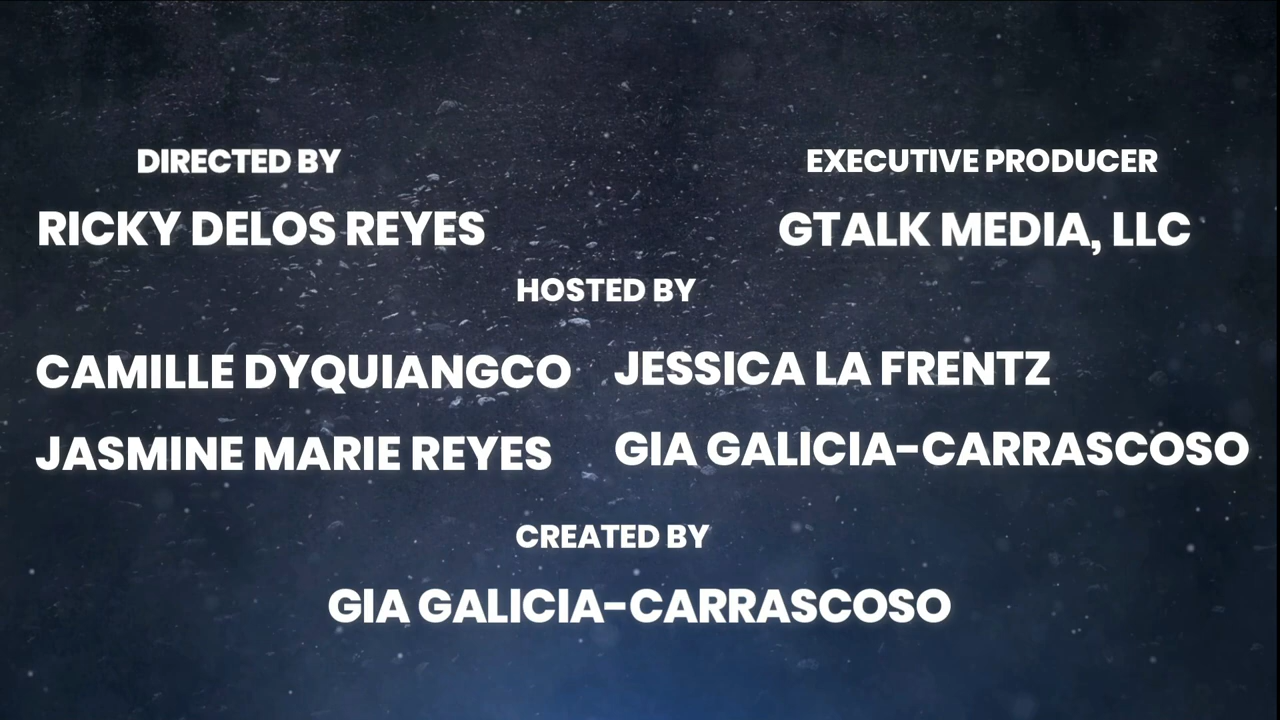 DIRECTED BY
RICKY DELOS REYES
EXECUTIVE PRODUCER
GTALK MEDIA, LLC
HOSTED BY
CAMILLE DYQUIANGCO
JESSICA LA FRENTZ
JASMINE MARIE REYES
GIA GALICIA-CARRASCOSO
CREATED BY
GIA GALICIA-CARRASCOSO